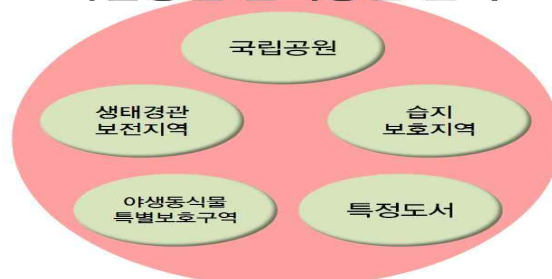 국립공원
생태경관
보전지역
습지
보호지역
야생동식물
특별보호구역
특정도서